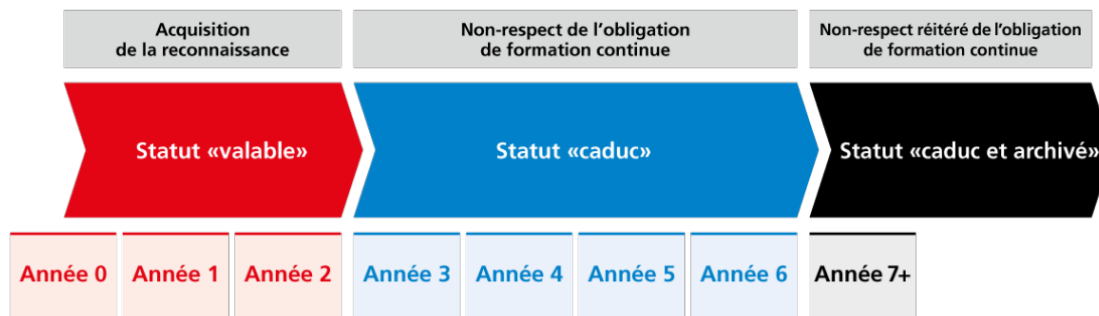 Acquisition
de la reconnaissance
Non-respect de l'obligation
de formation continue
Non-respect réitéré de l'obligation
de formation continue
Statut «valable»
Statut «caduc»
Statut «caduc et archivé»
Année 0
Année 1
Année 2
Année 3
Année 4
Année 5
Année 6
Année 7+